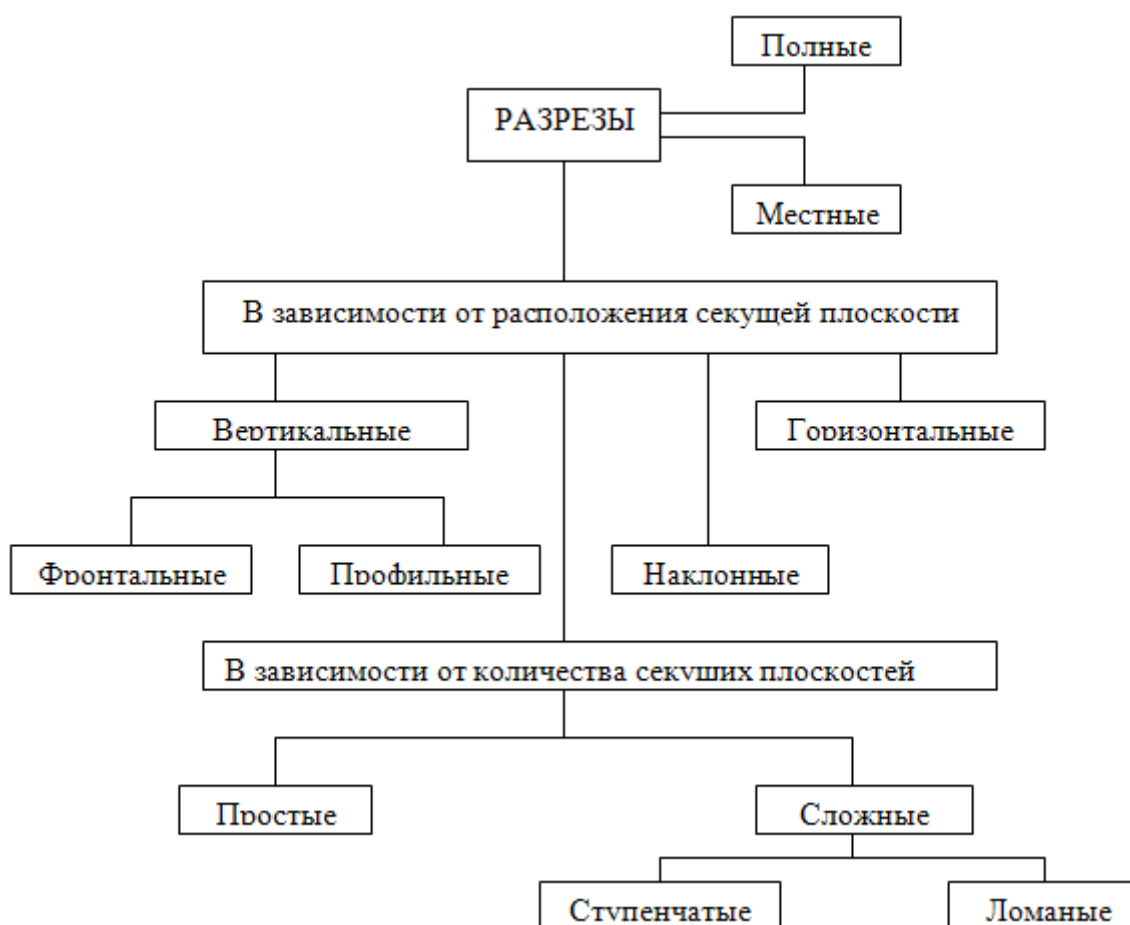 Полные
РАЗРЕЗЫ
Местные
В зависимости от расположения секущей плоскости
Вертикальные
Горизонтальные
Фронтальные
Профильные
Наклонные
В зависимости от количества секущих плоскостей
Простые
Сложные
Ступенчатые
Ломаные